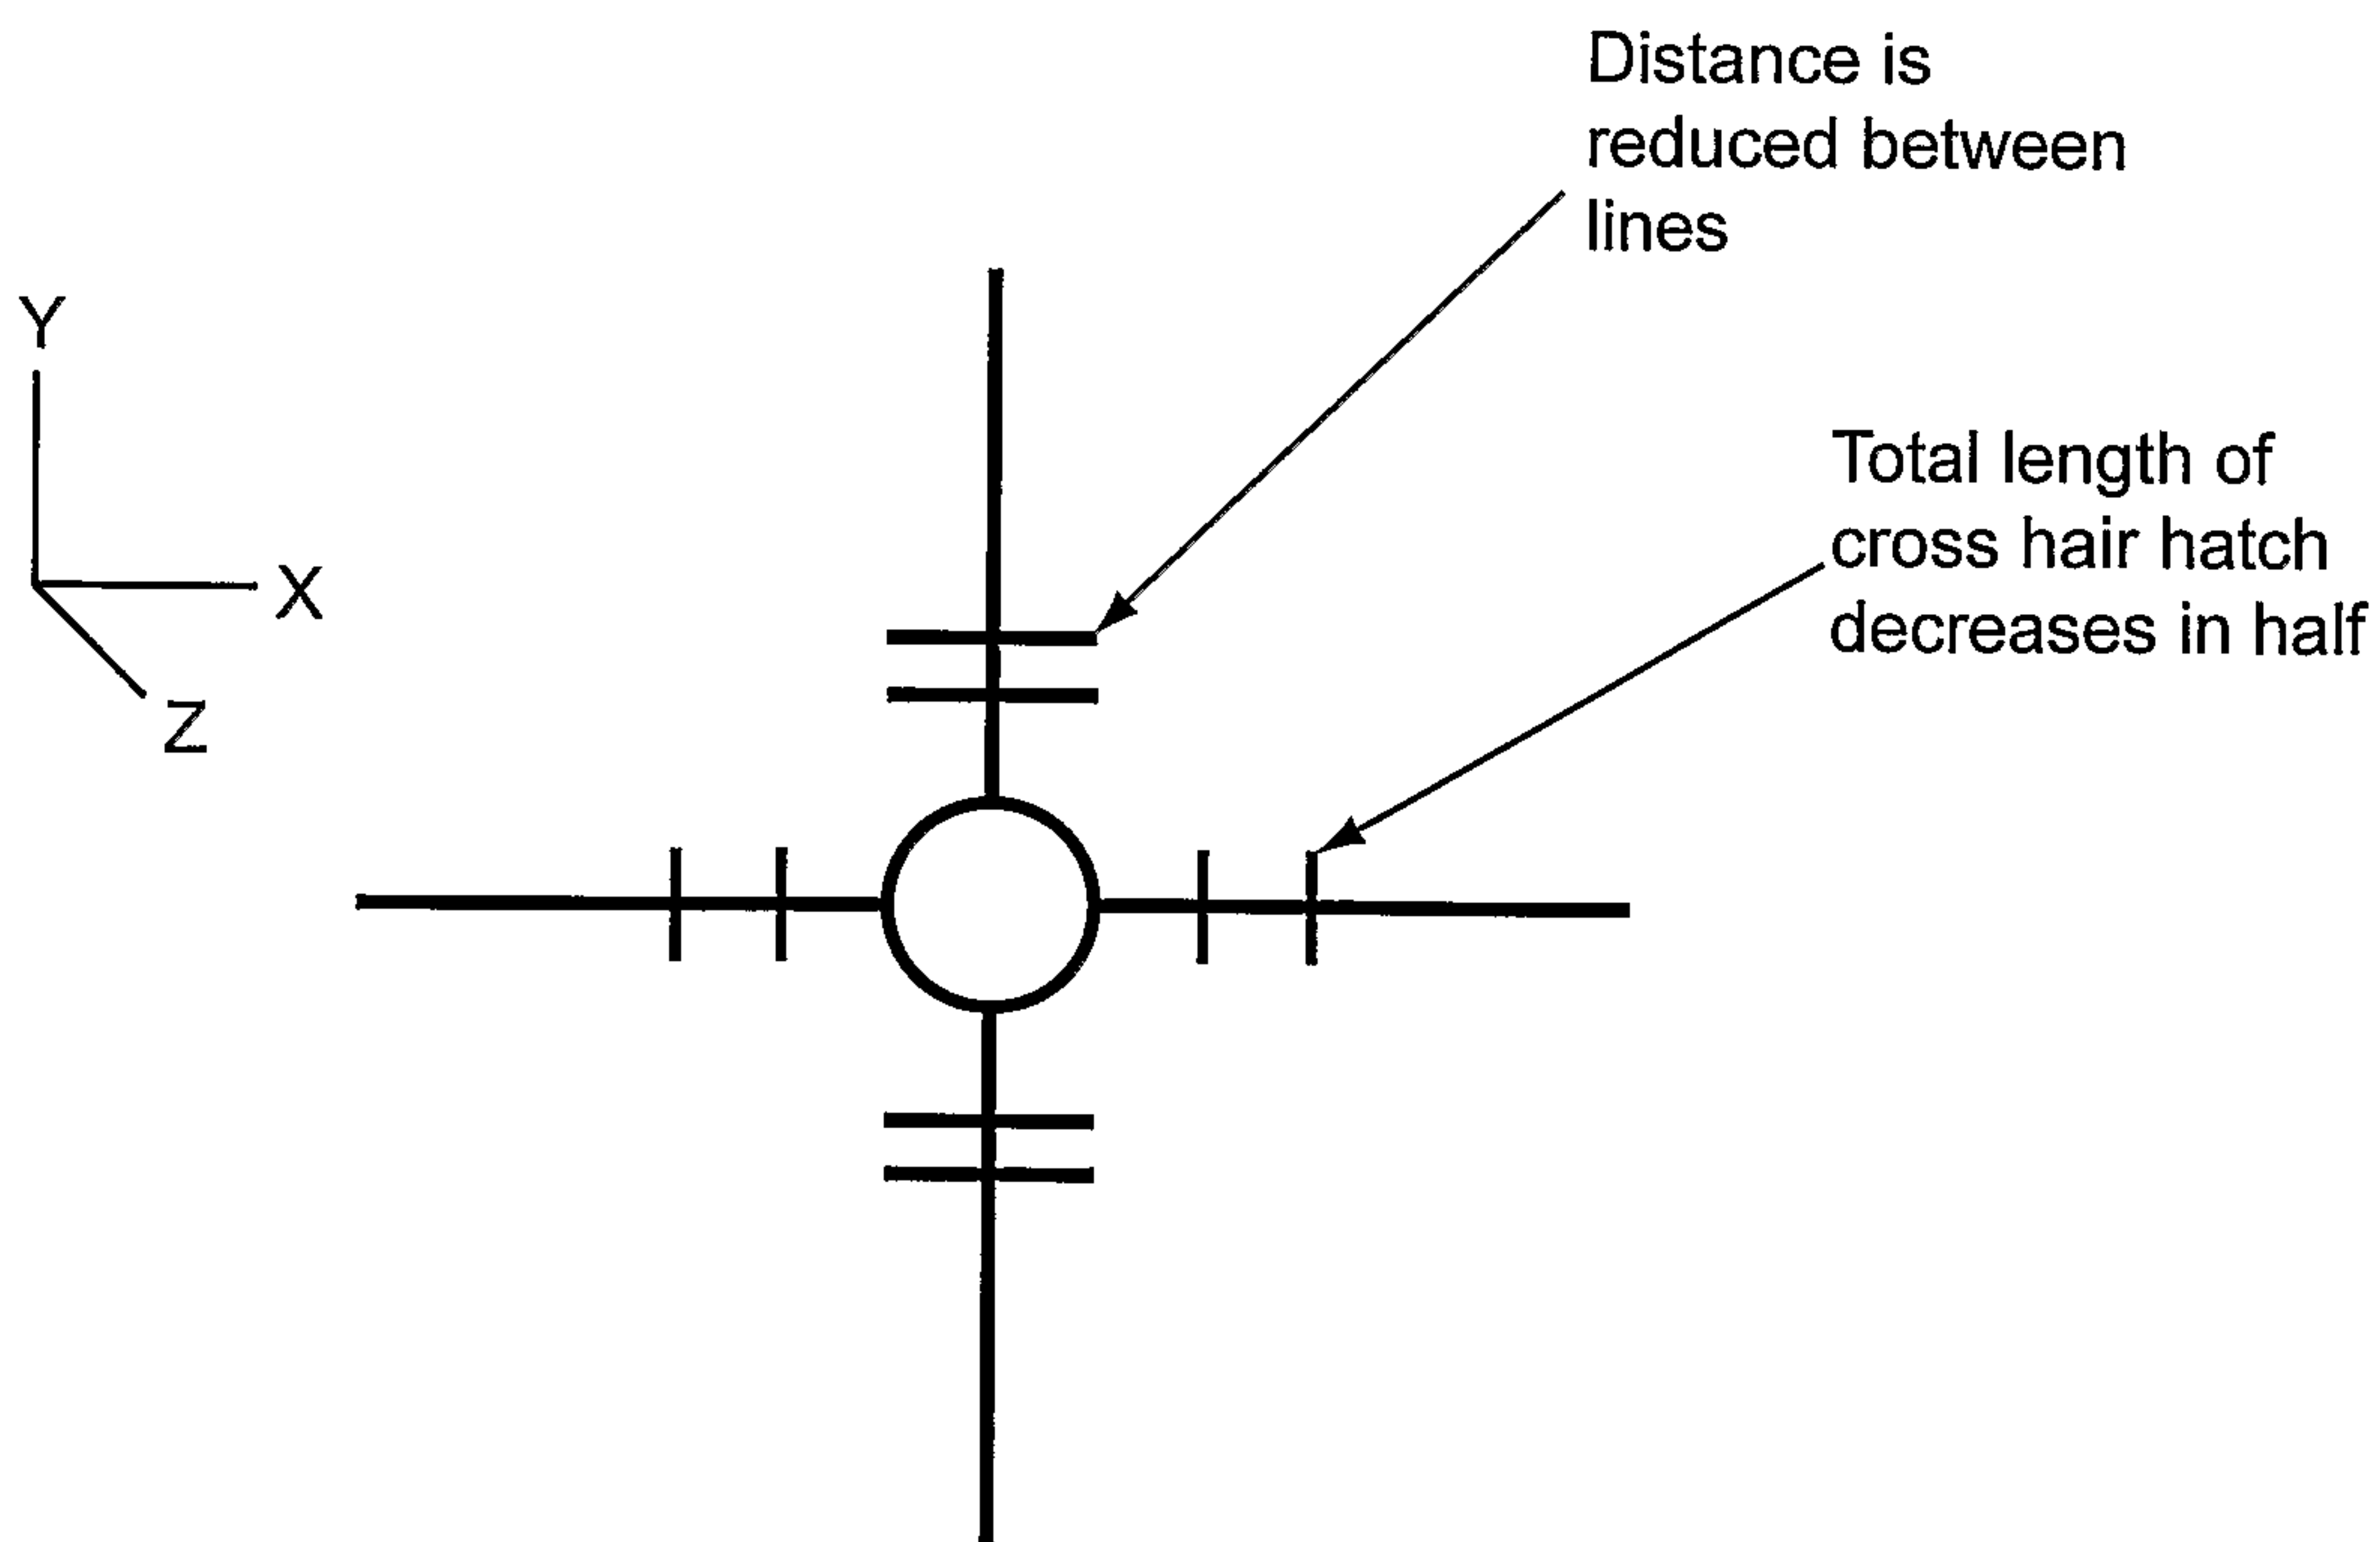 Distance is
reduced between
lines
Y
X
Z
Total length of
cross hair hatch
decreases in half